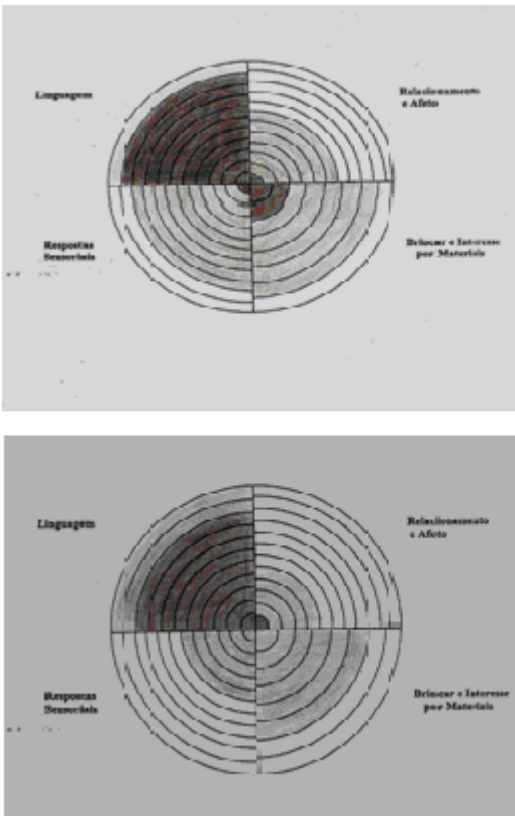 Linguagem
Relacionamento
e Afeto
Respostas
Sensoriais
Brincar e Interesse
por Materiais
Linguagem
Relacionamento
e Afeto
Respostas
Sensoriais
Brincar e Interesse
por Materiais